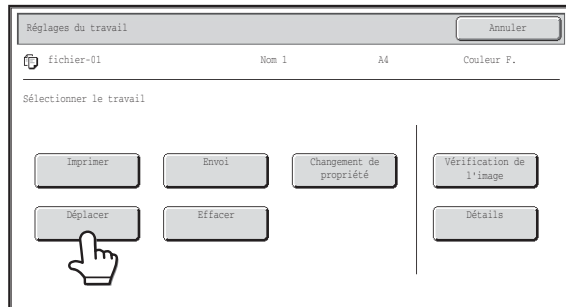 Réglages du travail
Annuler
fichier-01 Nom 1 A4 Couleur F.
Sélectionner le travail
Imprimer Envoi Changement de
propriété
Vérification de
l'image
Déplacer Effacer Détails